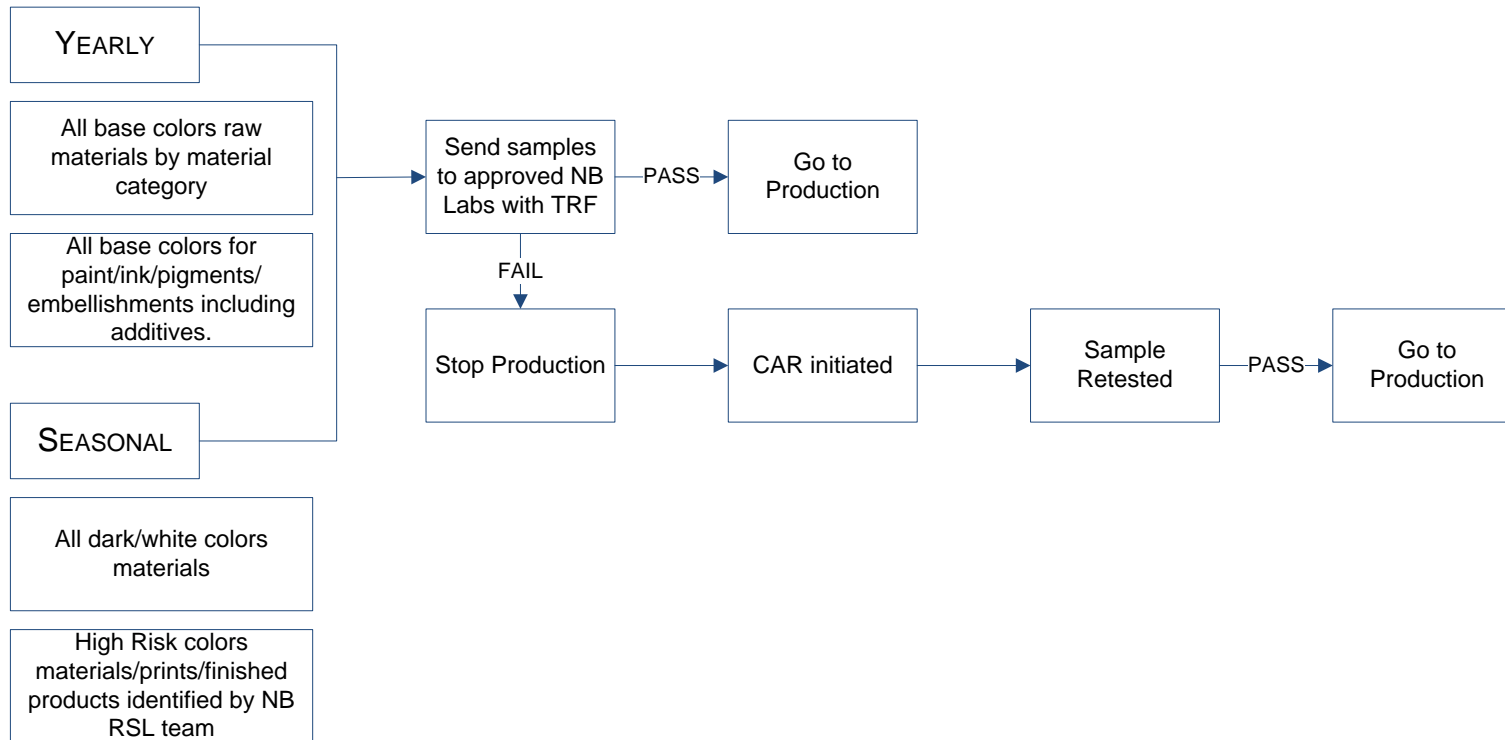 YEARLY
All base colors raw
materials by material
category
All base colors for
paint/ink/pigments/
embellishments including
additives.
SEASONAL
All dark/white colors
materials
High Risk colors
materials/prints/finished
products identified by NB
RSL team
Send samples
to approved NB
Labs with TRF
PASS
Go to
Production
FAIL
Stop Production
CAR initiated
Sample
Retested
PASS
Go to
Production